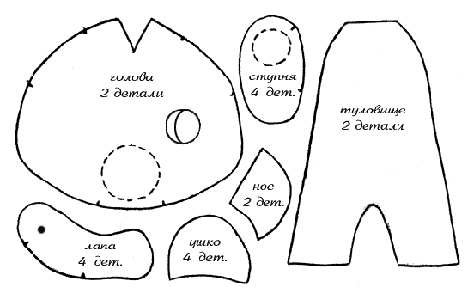 голова
2 детали
ступня
4 дет.
туловище
2 детали
нос
2 дет.
лапа
4 дет.
ушко
4 дет.